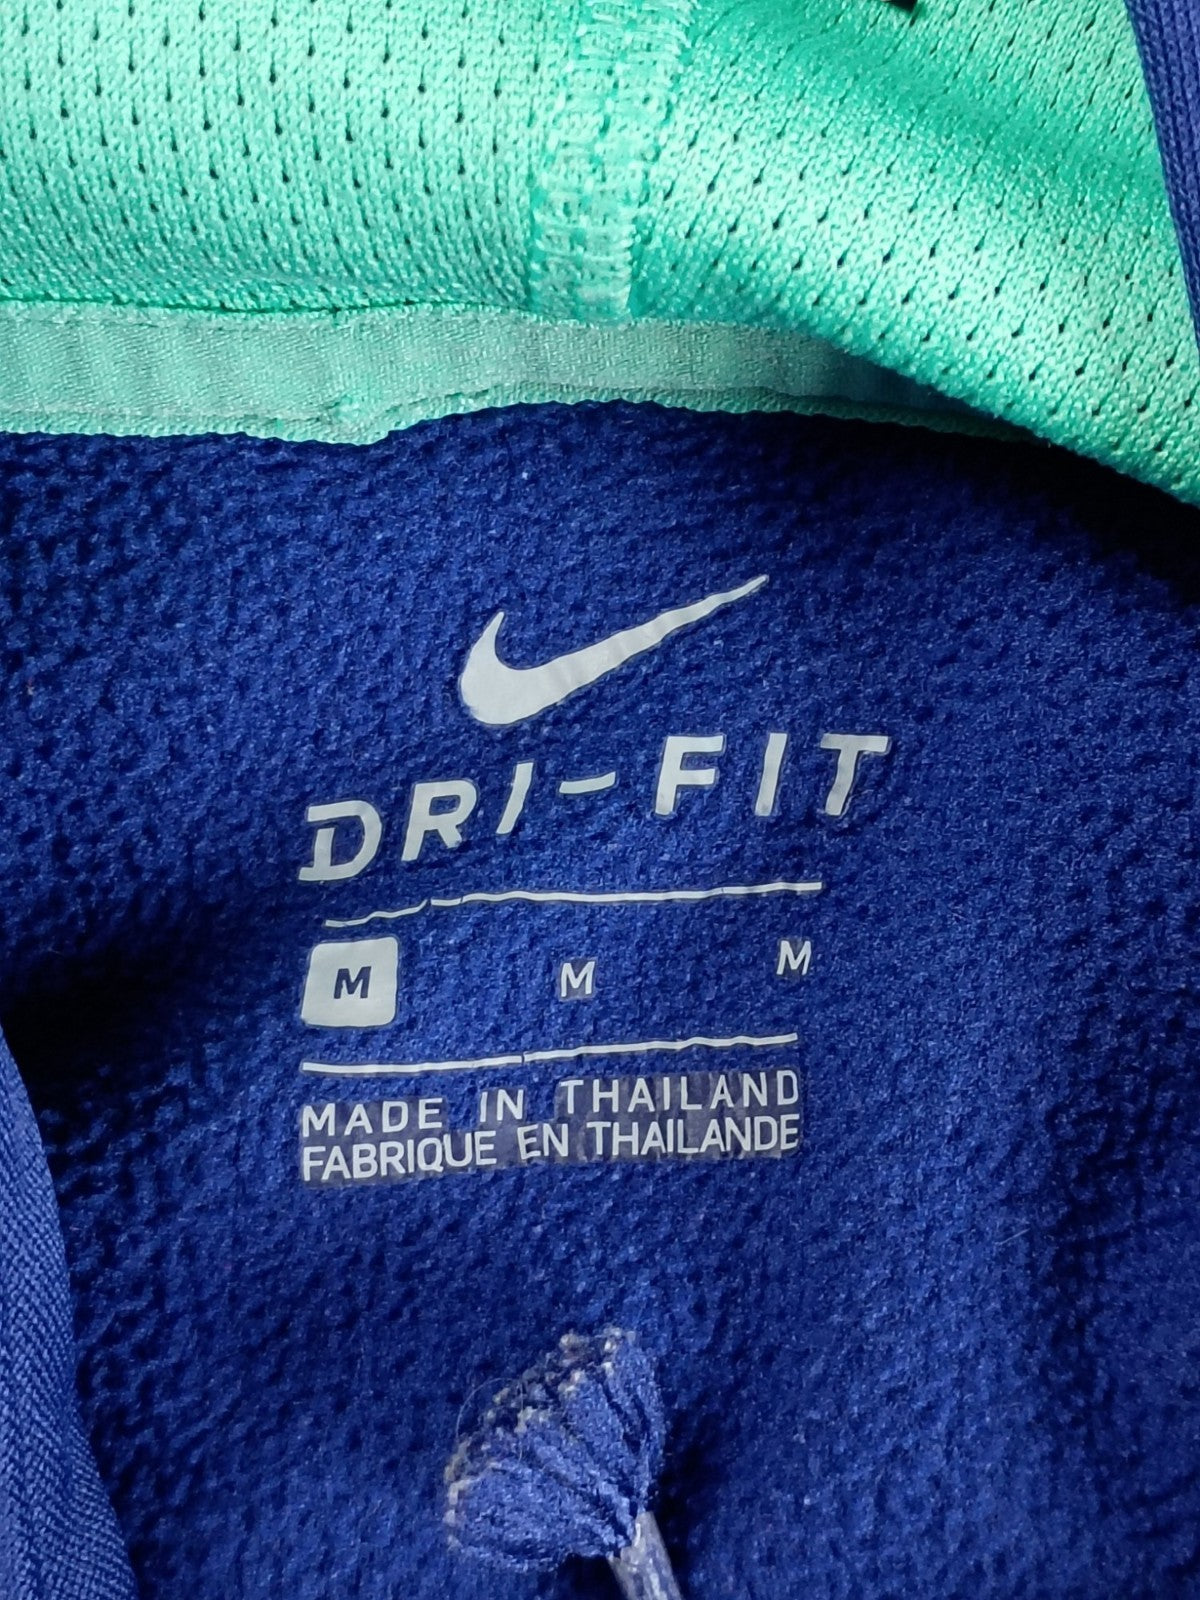 DRI-FIT
M M M
MADE IN THAILAND
FABRIQUE EN THAILANDE